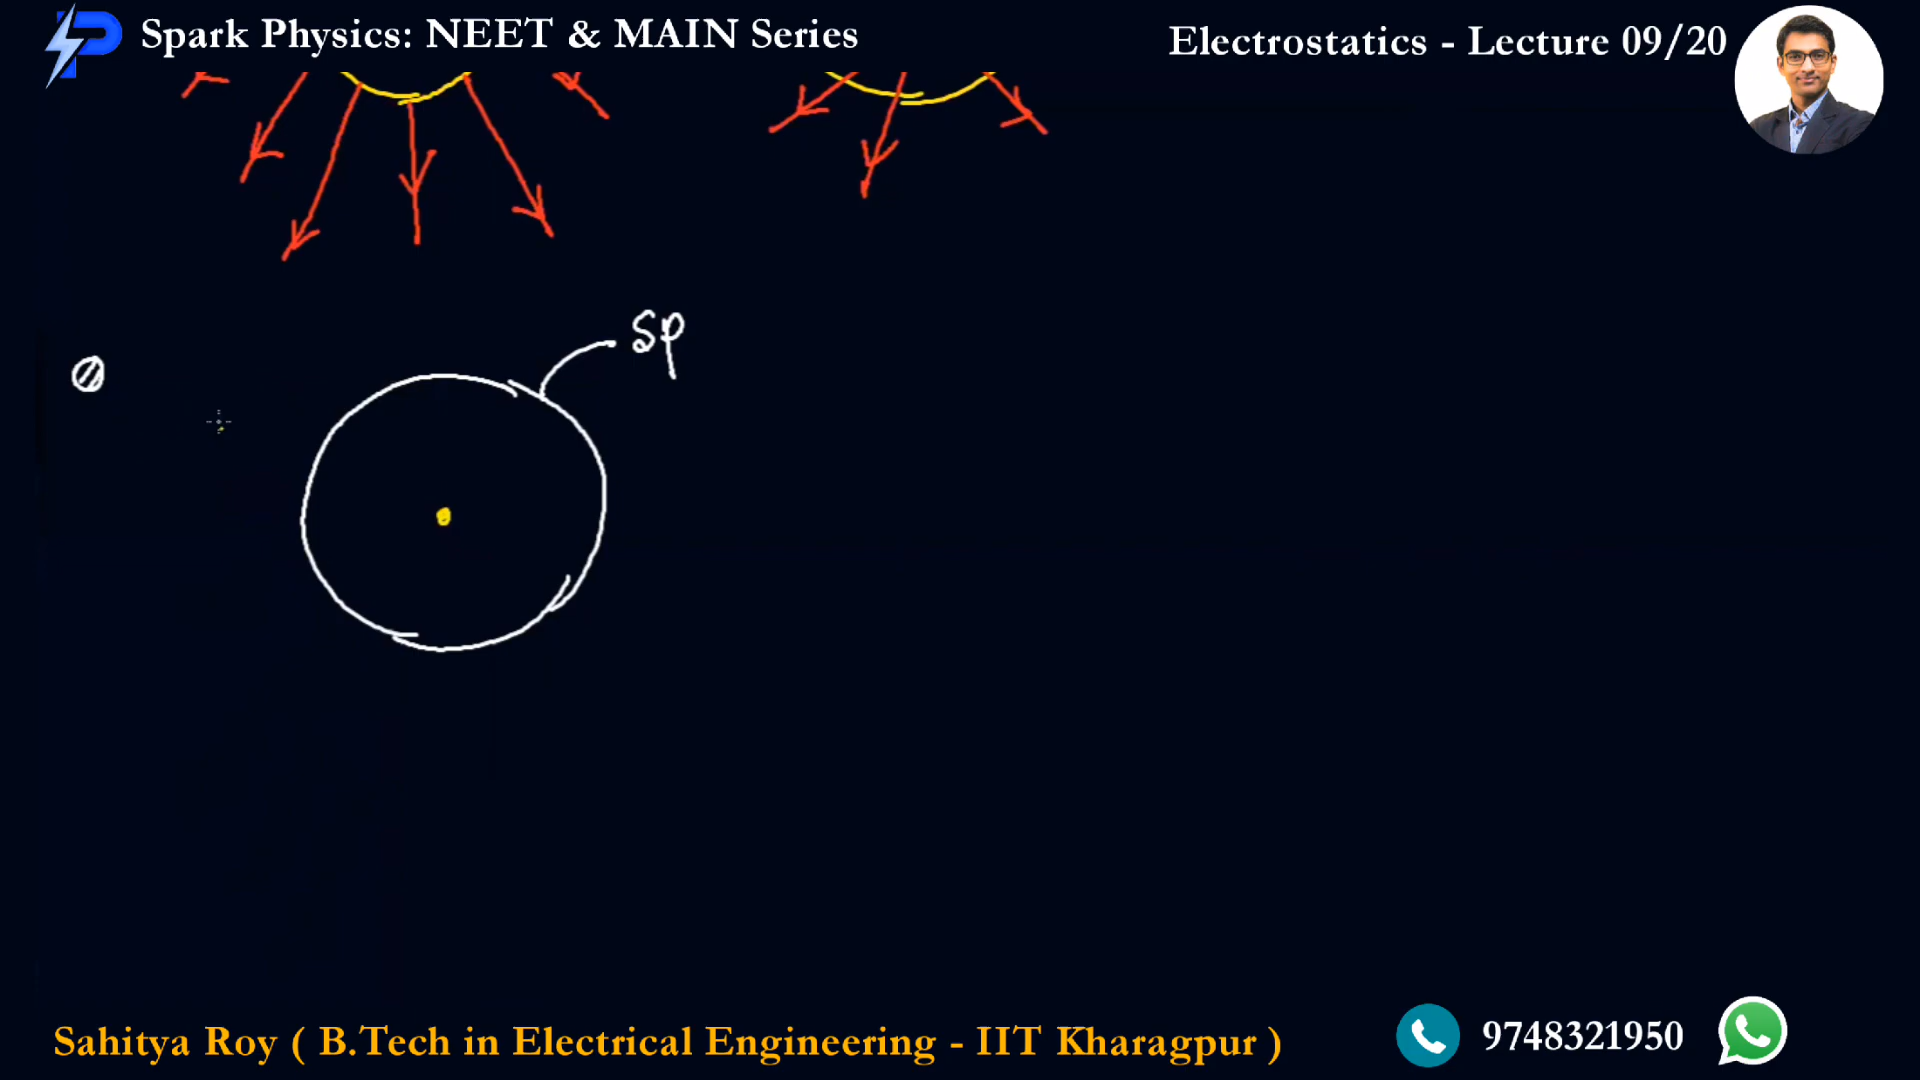 Spark Physics: NEET & MAIN Series
Electrostatics - Lecture 09/20
Sp
Sahitya Roy ( B.Tech in Electrical Engineering - IIT Kharagpur )
9748321950